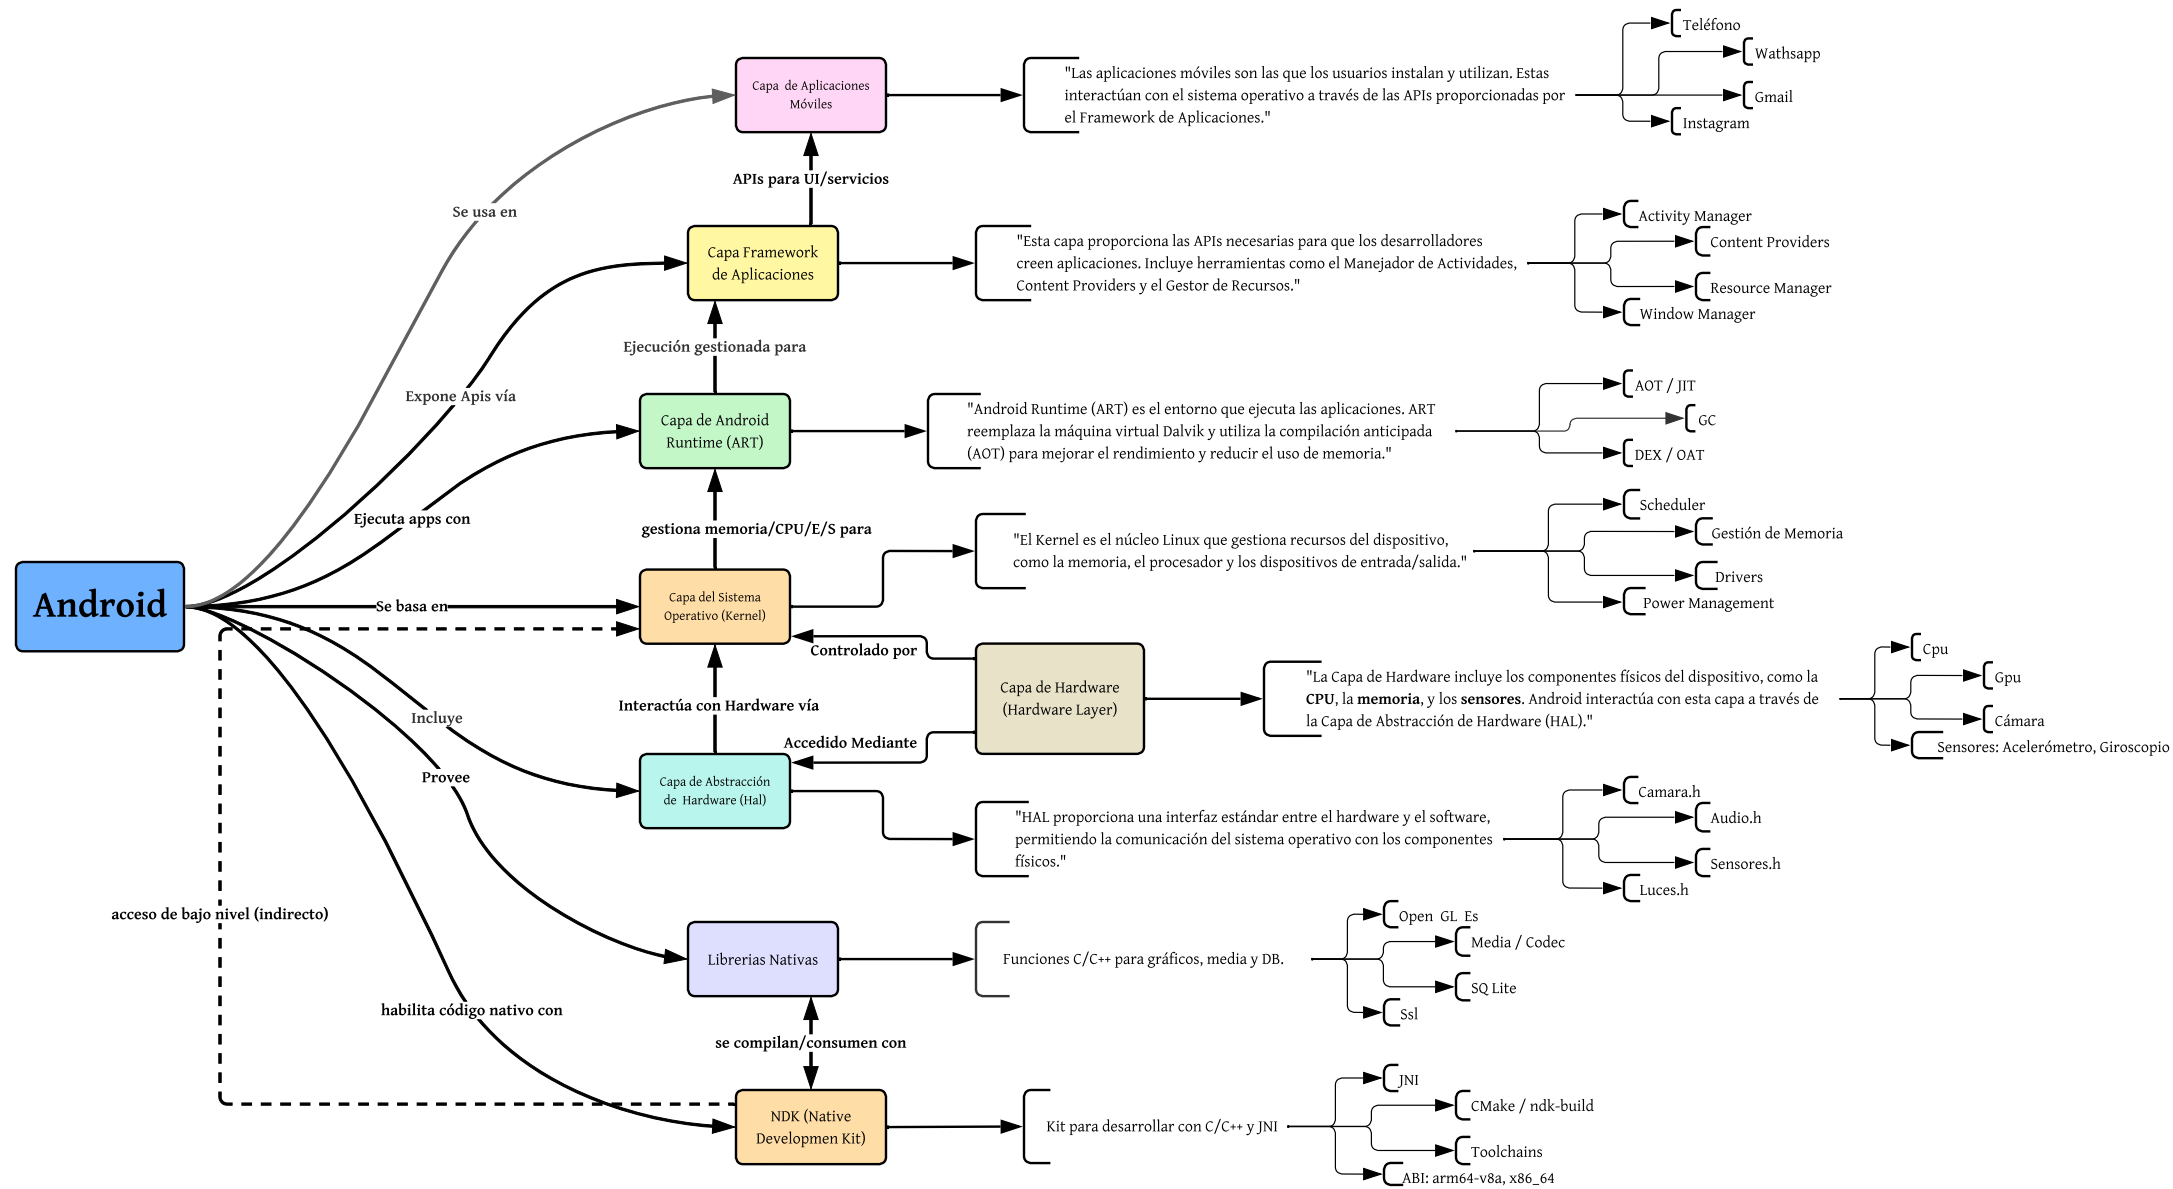 Android
Se usa en
Expone Apis vía
Ejecuta apps con
Se basa en
Incluye
Provee
habilita código nativo con
acceso de bajo nivel (indirecto)
Capa de Aplicaciones
Móviles
"Las aplicaciones móviles son las que los usuarios instalan y utilizan. Estas
interactúan con el sistema operativo a través de las APIs proporcionadas por
el Framework de Aplicaciones."
Teléfono
Wathsapp
Gmail
Instagram
APIs para UI/servicios
Capa Framework
de Aplicaciones
"Esta capa proporciona las APIs necesarias para que los desarrolladores
creen aplicaciones. Incluye herramientas como el Manejador de Actividades,
Content Providers y el Gestor de Recursos."
Activity Manager
Content Providers
Resource Manager
Window Manager
Ejecución gestionada para
Capa de Android
Runtime (ART)
"Android Runtime (ART) es el entorno que ejecuta las aplicaciones. ART
reemplaza la máquina virtual Dalvik y utiliza la compilación anticipada
(AOT) para mejorar el rendimiento y reducir el uso de memoria."
AOT / JIT
GC
DEX / OAT
gestiona memoria/CPU/E/S para
Capa del Sistema
Operativo (Kernel)
"El Kernel es el núcleo Linux que gestiona recursos del dispositivo,
como la memoria, el procesador y los dispositivos de entrada/salida."
Scheduler
Gestión de Memoria
Drivers
Power Management
Controlado por
Interactúa con Hardware vía
Accedido Mediante
Capa de Hardware
(Hardware Layer)
"La Capa de Hardware incluye los componentes físicos del dispositivo, como la
CPU, la memoria, y los sensores. Android interactúa con esta capa a través de
la Capa de Abstracción de Hardware (HAL)."
Cpu
Gpu
Cámara
Sensores: Acelerómetro, Giroscopio
Capa de Abstracción
de Hardware (Hal)
"HAL proporciona una interfaz estándar entre el hardware y el software,
permitiendo la comunicación del sistema operativo con los componentes
físicos."
Camara.h
Audio.h
Sensores.h
Luces.h
Librerias Nativas
Funciones C/C++ para gráficos, media y DB.
Open GL Es
Media / Codec
SQ Lite
Ssl
se compilan/consumen con
NDK (Native
Developmen Kit)
Kit para desarrollar con C/C++ y JNI
JNI
CMake / ndk-build
Toolchains
ABI: arm64-v8a, x86_64